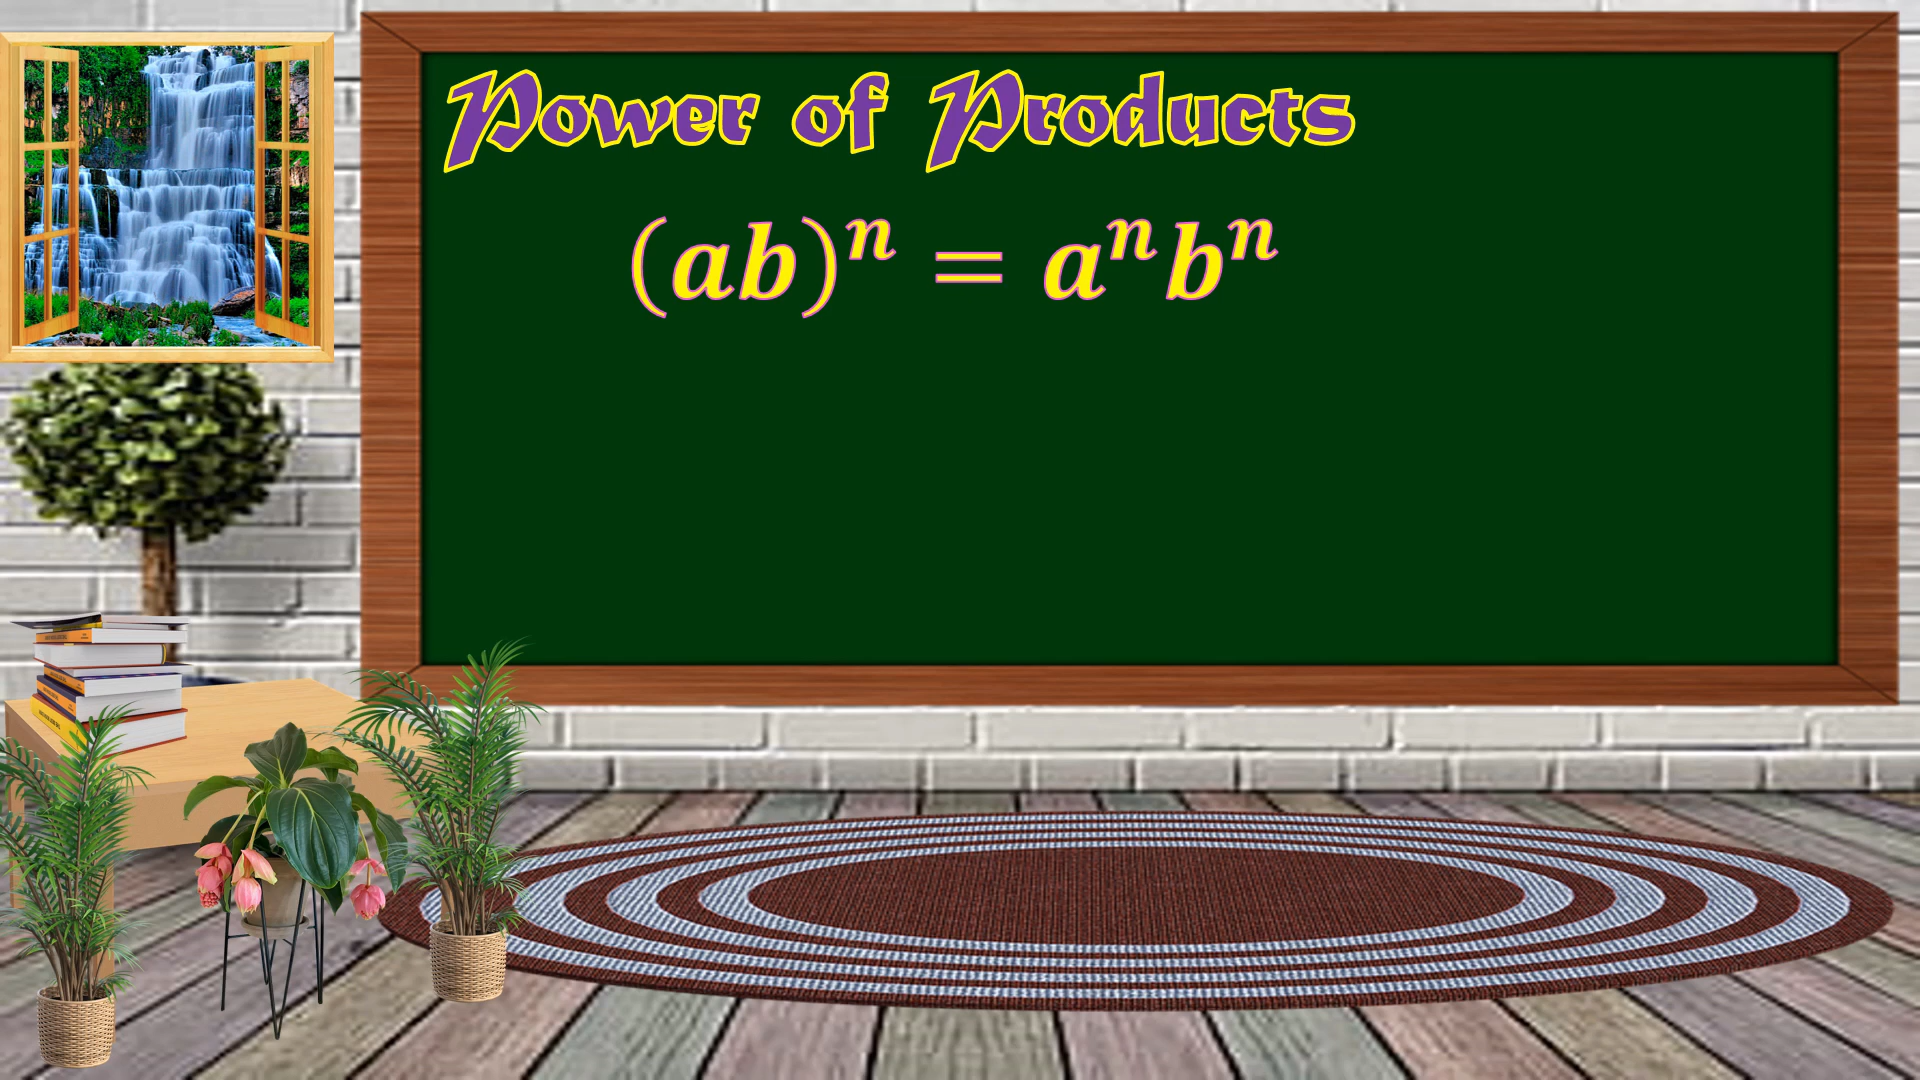 Power of Products
(ab)ⁿ = aⁿbⁿ